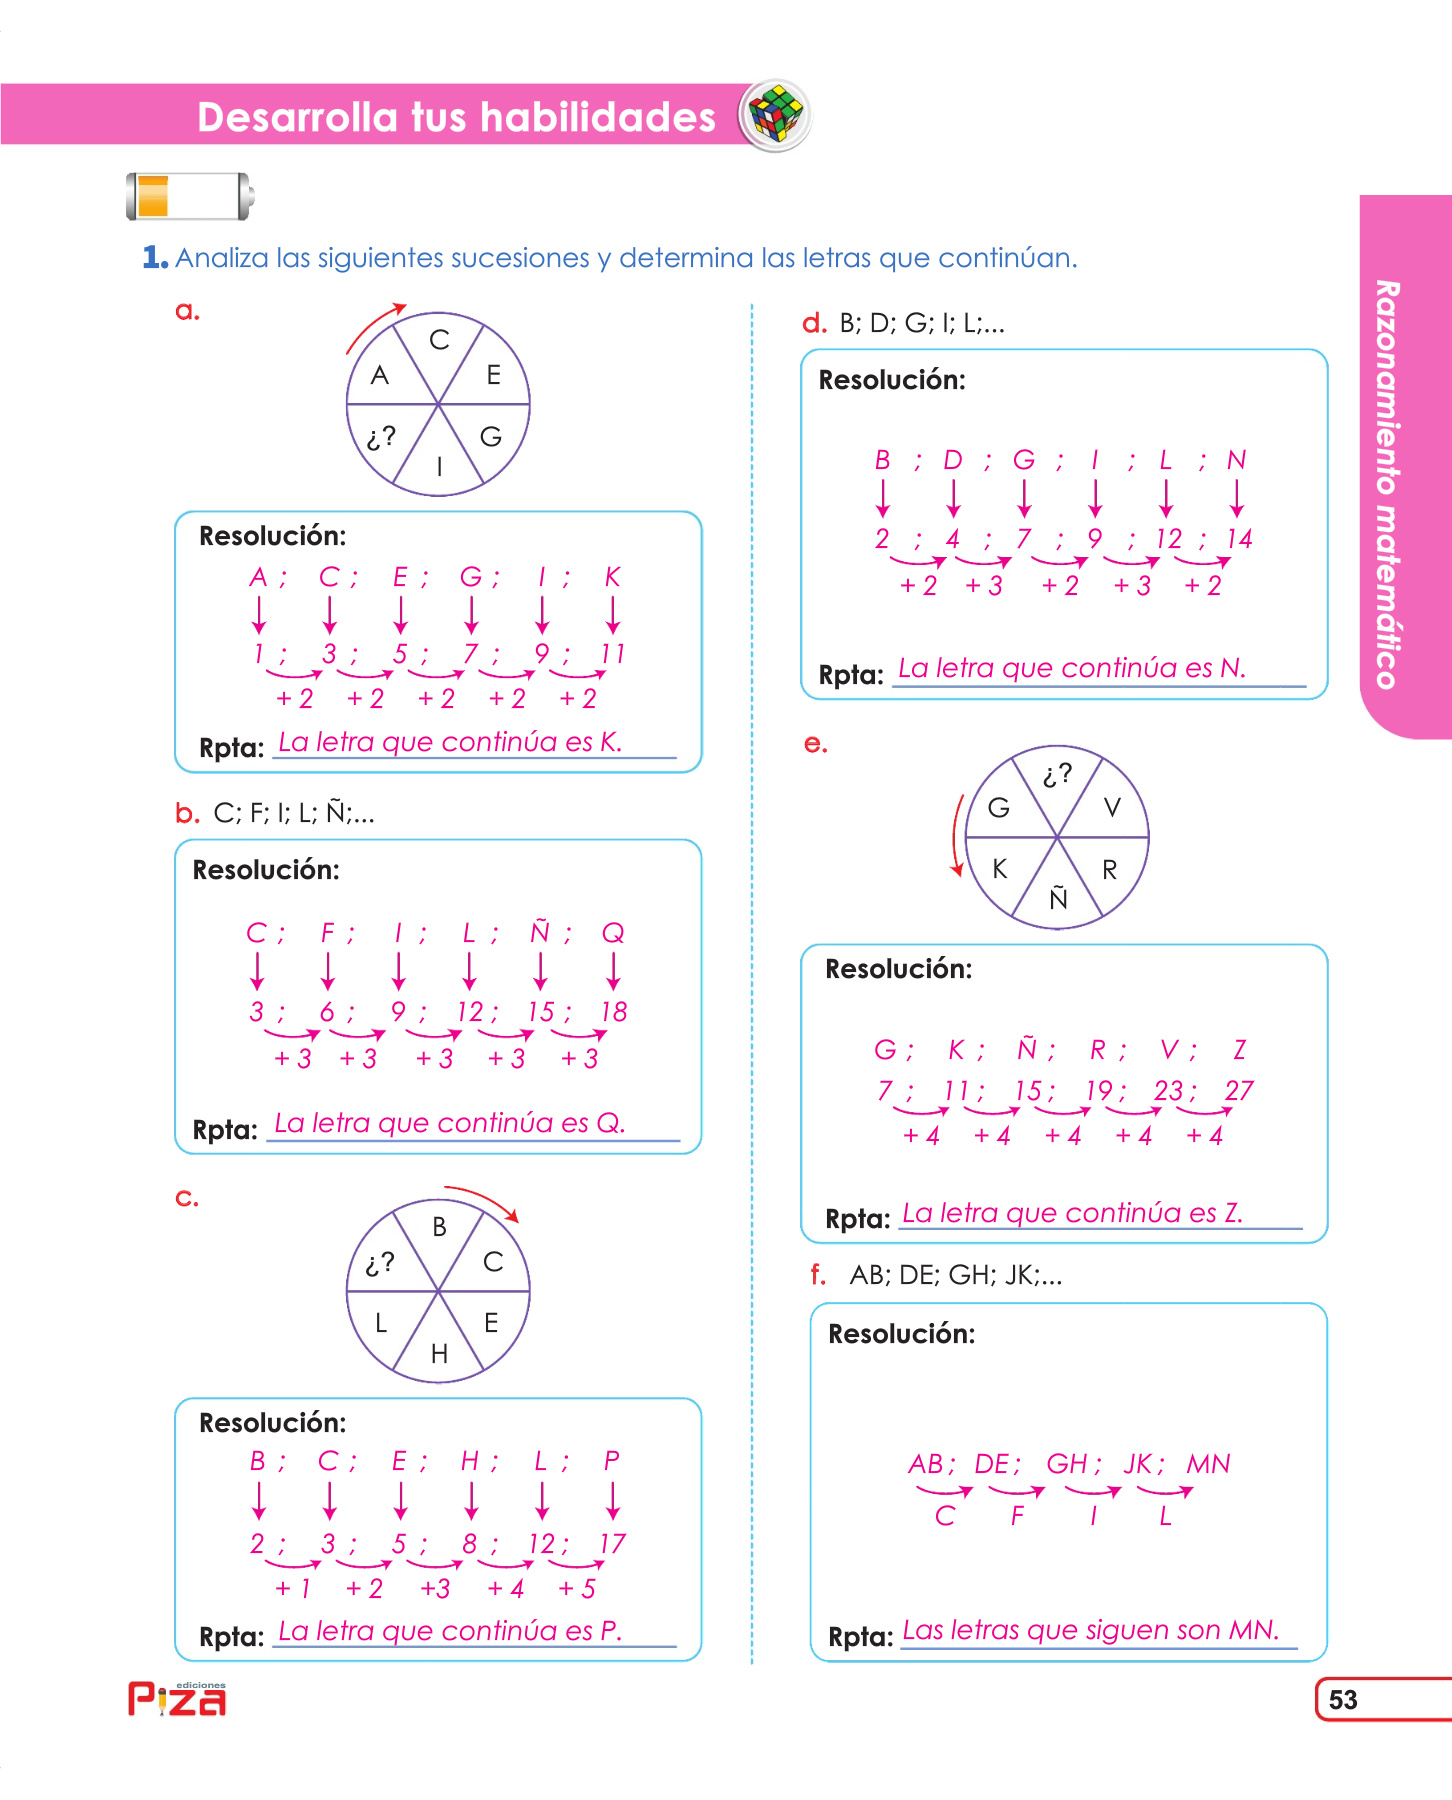 Desarrolla tus habilidades
1. Analiza las siguientes sucesiones y determina las letras que continúan.
a.
C
A E
¿? G
I
Resolución:
A ; C ; E ; G ; I ; K
1 ; 3 ; 5 ; 7 ; 9 ; 11
+ 2 + 2 + 2 + 2 + 2
Rpta: La letra que continúa es K.
b. C; F; I; L; Ñ;...
Resolución:
C ; F ; I ; L ; Ñ ; Q
3 ; 6 ; 9 ; 12 ; 15 ; 18
+ 3 + 3 + 3 + 3 + 3
Rpta: La letra que continúa es Q.
c.
B
¿? C
L E
H
Resolución:
B ; C ; E ; H ; L ; P
2 ; 3 ; 5 ; 8 ; 12 ; 17
+ 1 + 2 +3 + 4 + 5
Rpta: La letra que continúa es P.
d. B; D; G; I; L;...
Resolución:
B ; D ; G ; I ; L ; N
2 ; 4 ; 7 ; 9 ; 12 ; 14
+ 2 + 3 + 2 + 3 + 2
Rpta: La letra que continúa es N.
e.
¿?
G V
K R
Ñ
Resolución:
G ; K ; Ñ ; R ; V ; Z
7 ; 11 ; 15 ; 19 ; 23 ; 27
+ 4 + 4 + 4 + 4 + 4
Rpta: La letra que continúa es Z.
f. AB; DE; GH; JK;...
Resolución:
AB ; DE ; GH ; JK ; MN
C F I L
Rpta: Las letras que siguen son MN.
Razonamiento matemático
ediciones
Piza
53